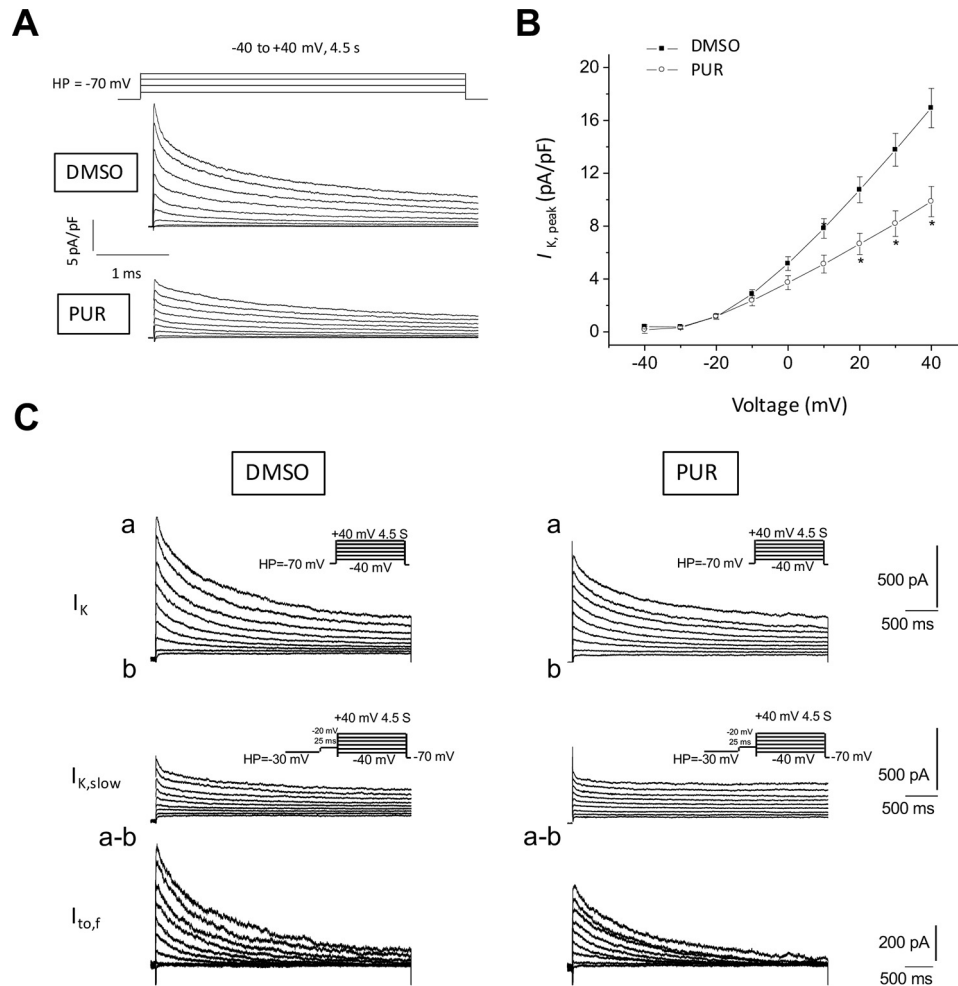 A
-40 to +40 mV, 4.5 s
HP = -70 mV
DMSO
5 pA/pF
1 ms
PUR
B
DMSO
PUR
20
16
12
8
4
0
I K, peak (pA/pF)
* * *
-40 -20 0 20 40
Voltage (mV)
C
DMSO
PUR
a
+40 mV 4.5 S
HP=-70 mV
-40 mV
a
+40 mV 4.5 S
HP=-70 mV
-40 mV
500 pA
500 ms
IK
b
+40 mV 4.5 S
-20 mV
25 ms
HP=-30 mV
-40 mV
-70 mV
b
+40 mV 4.5 S
-20 mV
25 ms
HP=-30 mV
-40 mV
-70 mV
500 pA
500 ms
IK,slow
a-b
a-b
Ito,f
200 pA
500 ms